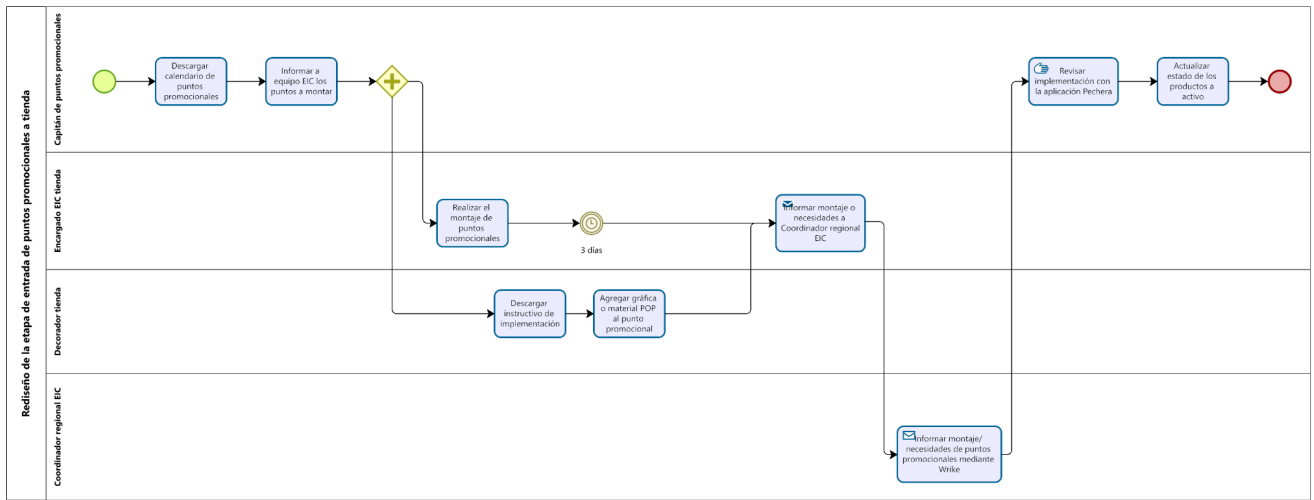 Rediseño de la etapa de entrada de puntos promocionales a tienda
Capitán de puntos promocionales
Descargar
calendario de
puntos
promocionales
Informar a
equipo EIC los
puntos a montar
Revisar
implementación con
la aplicación Pechera
Actualizar
estado de los
productos a
activo
Encargado EIC tienda
Realizar el
montaje de
puntos
promocionales
3 días
Informar montaje o
necesidades a
Coordinador regional
EIC
Decorador tienda
Descargar
instructivo de
implementación
Agregar gráfica
o material POP
al punto
promocional
Coordinador regional EIC
Informar montaje/
necesidades de puntos
promocionales mediante
Wrike